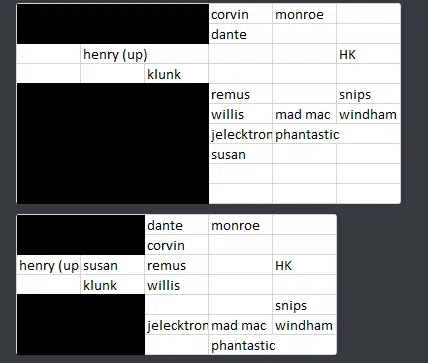 corvin monroe
dante
henry (up) HK
klunk
remus snips
willis mad mac windham
jelecktron phantastic
susan
dante monroe
corvin
henry (up susan remus HK
klunk willis
snips
jelecktron mad mac windham
phantastic